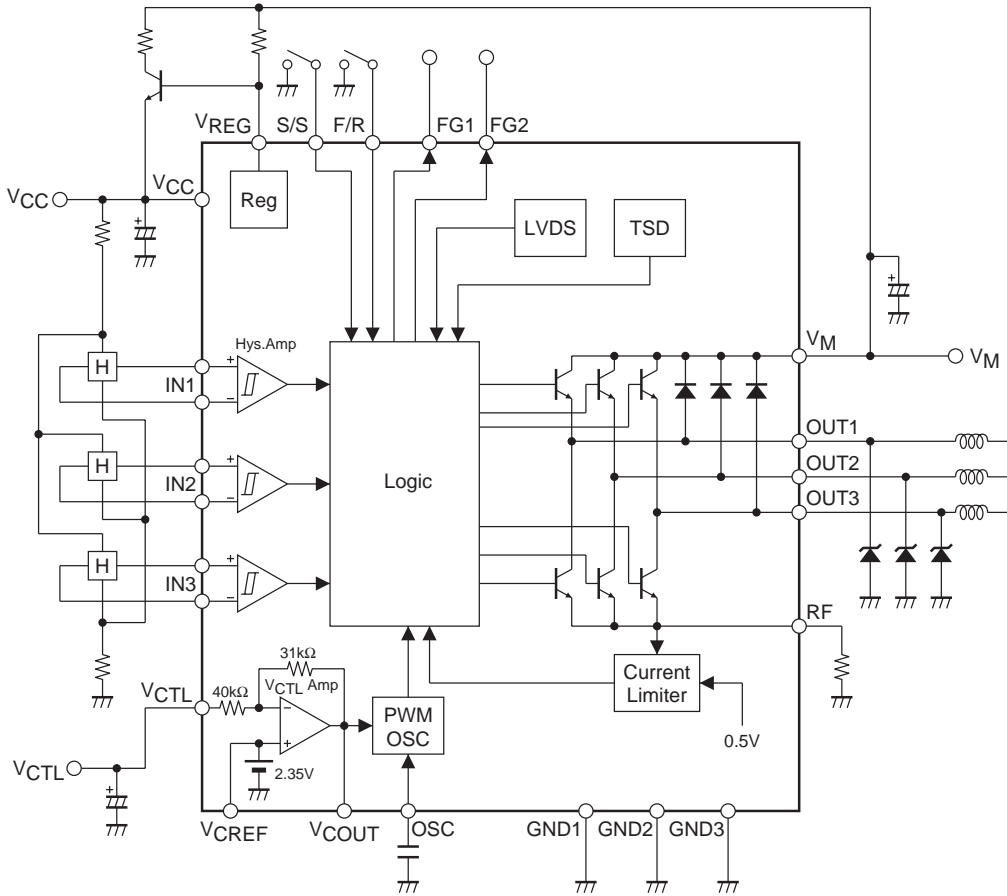 VREG S/S F/R FG1 FG2
VCC VCC
Reg
LVDS TSD
Hys.Amp
VM VM
H + − IN1
OUT1
H + − IN2
Logic
OUT2
OUT3
H + − IN3
RF
31kΩ
VCTL 40kΩ VCTL Amp
− +
PWM
OSC
Current
Limiter
0.5V
2.35V
VCTL +
VCREF VCOUT OSC GND1 GND2 GND3
+
+